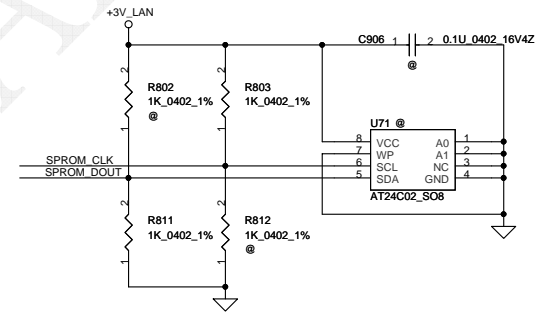 +3V_LAN
C906 1 2 0.1U_0402_16V4Z
@
2 2
R802 R803
1K_0402_1% 1K_0402_1%
@
1 1
U71 @
8 VCC A0 1
7 WP A1 2
6 SCL NC 3
5 SDA GND 4
AT24C02_SO8
SPROM_CLK
SPROM_DOUT
2 2
R811 R812
1K_0402_1% 1K_0402_1%
@
1 1